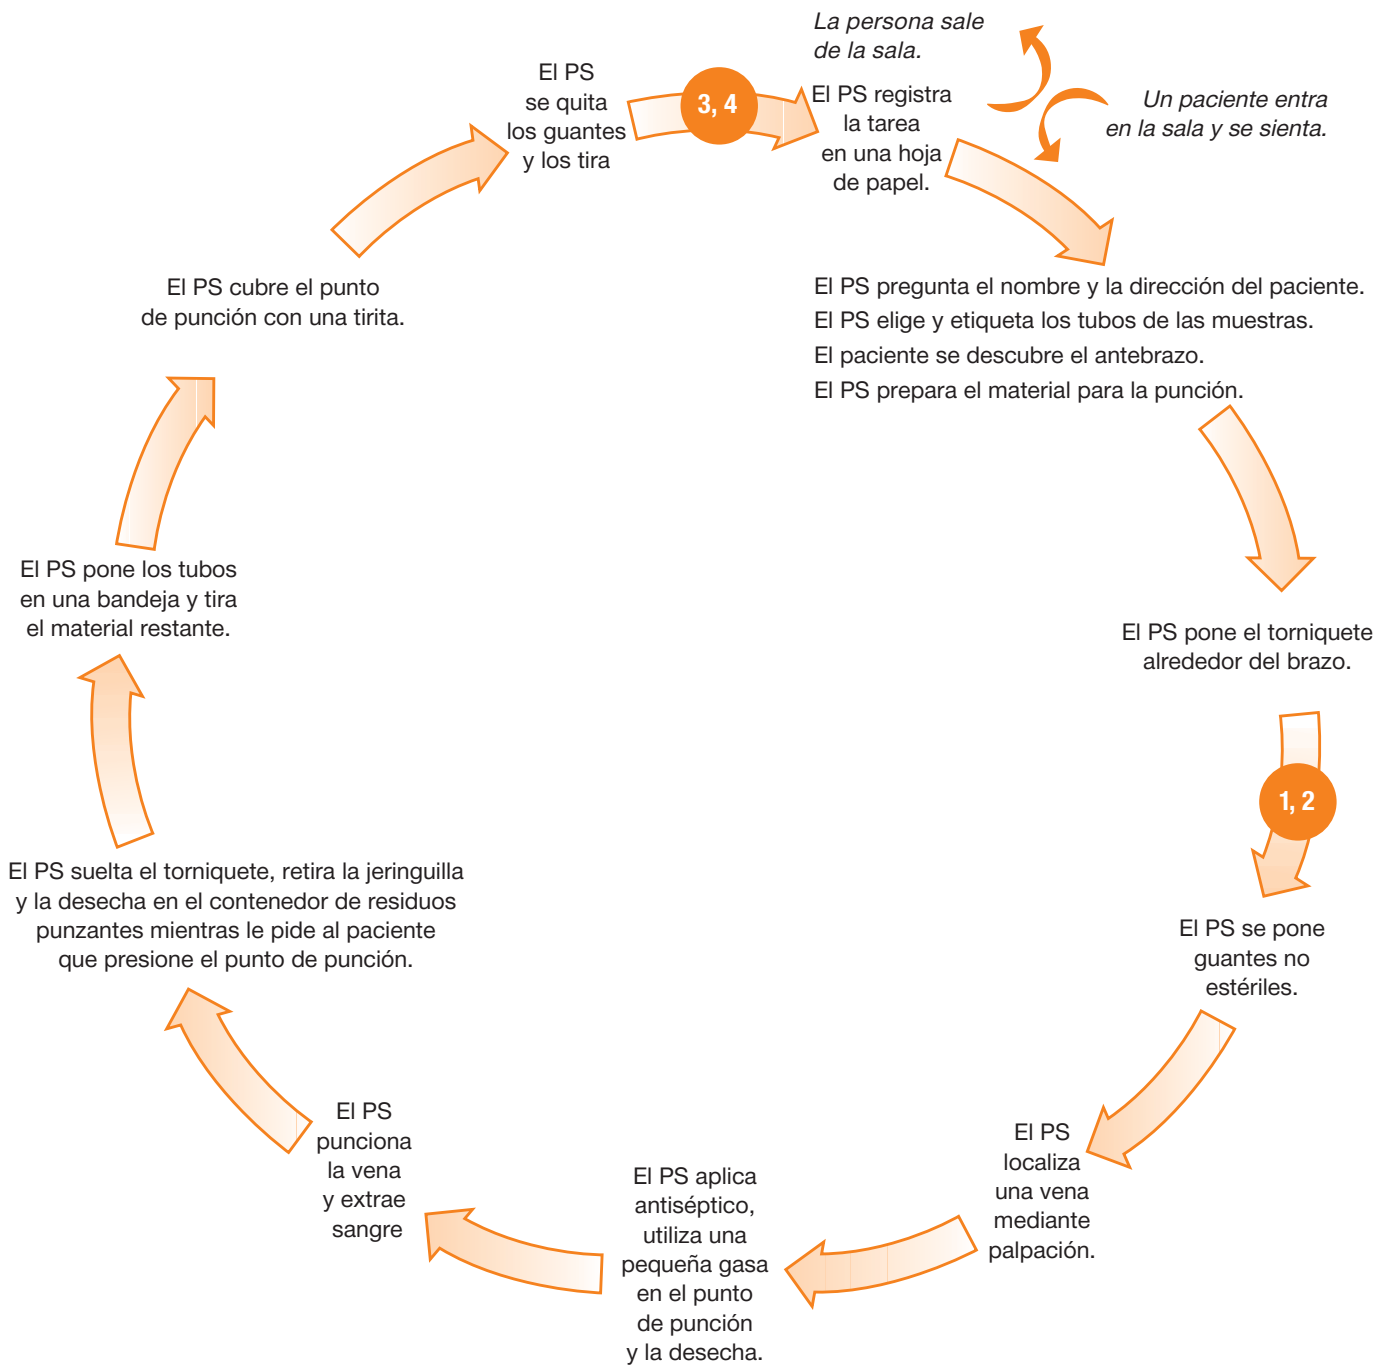 La persona sale
de la sala.
Un paciente entra
en la sala y se sienta.
El PS registra
la tarea
en una hoja
de papel.
El PS pregunta el nombre y la dirección del paciente.
El PS elige y etiqueta los tubos de las muestras.
El paciente se descubre el antebrazo.
El PS prepara el material para la punción.
El PS pone el torniquete
alrededor del brazo.
1, 2
El PS se pone
guantes no
estériles.
El PS
localiza
una vena
mediante
palpación.
El PS aplica
antiséptico,
utiliza una
pequeña gasa
en el punto
de punción
y la desecha.
El PS
punciona
la vena
y extrae
sangre
El PS suelta el torniquete, retira la jeringuilla
y la desecha en el contenedor de residuos
punzantes mientras le pide al paciente
que presione el punto de punción.
El PS pone los tubos
en una bandeja y tira
el material restante.
El PS cubre el punto
de punción con una tirita.
El PS
se quita
los guantes
y los tira
3, 4